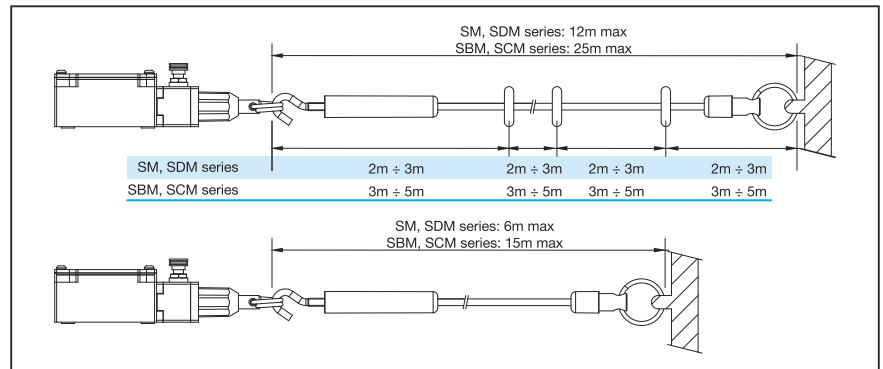 SM, SDM series: 12m max
SBM, SCM series: 25m max
SM, SDM series 2m ÷ 3m 2m ÷ 3m 2m ÷ 3m 2m ÷ 3m
SBM, SCM series 3m ÷ 5m 3m ÷ 5m 3m ÷ 5m 3m ÷ 5m
SM, SDM series: 6m max
SBM, SCM series: 15m max